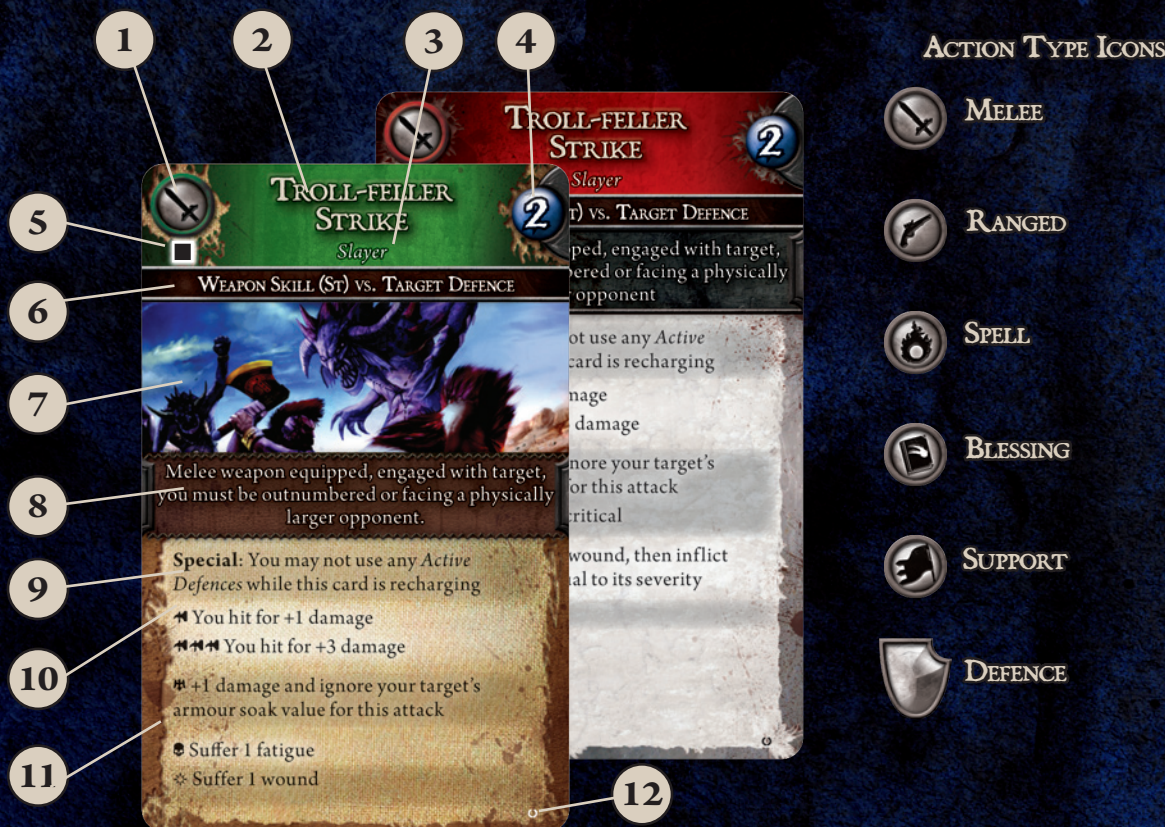 1
2
3
4
ACTION TYPE ICONS
MELEE
RANGED
SPELL
BLESSING
SUPPORT
DEFENCE
5
6
7
8
9
10
11
12
TROLL-FELLER
STRIKE
2
Slayer
T) VS. TARGET DEFENCE
ped, engaged with target,
bered or facing a physically
opponent
ot use any Active
card is recharging
mage
damage
nore your target's
or this attack
critical
wound, then inflict
ual to its severity
TROLL-FELLER
STRIKE
2
Slayer
WEAPON SKILL (ST) VS. TARGET DEFENCE
Melee weapon equipped, engaged with target,
you must be outnumbered or facing a physically
larger opponent.
Special: You may not use any Active
Defences while this card is recharging
You hit for +1 damage
You hit for +3 damage
+1 damage and ignore your target's
armour soak value for this attack
Suffer 1 fatigue
Suffer 1 wound